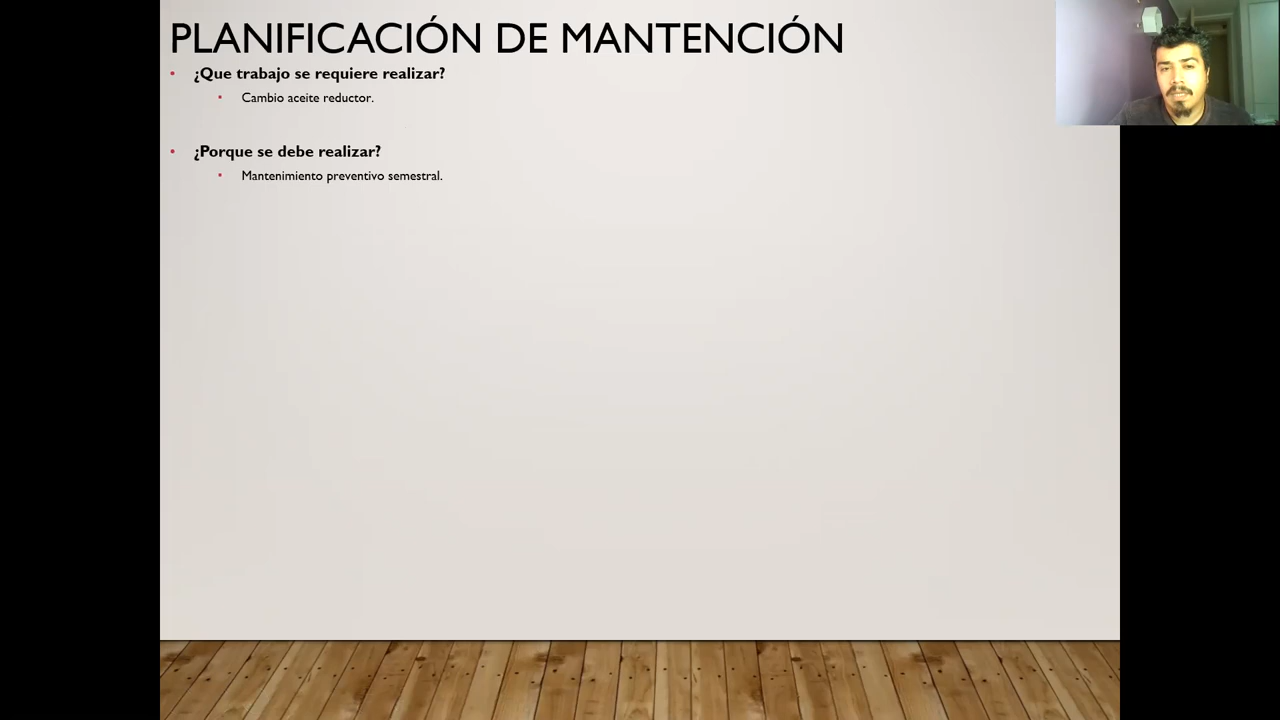 PLANIFICACIÓN DE MANTENCIÓN
• ¿Que trabajo se requiere realizar?
• Cambio aceite reductor.
• ¿Porque se debe realizar?
• Mantenimiento preventivo semestral.